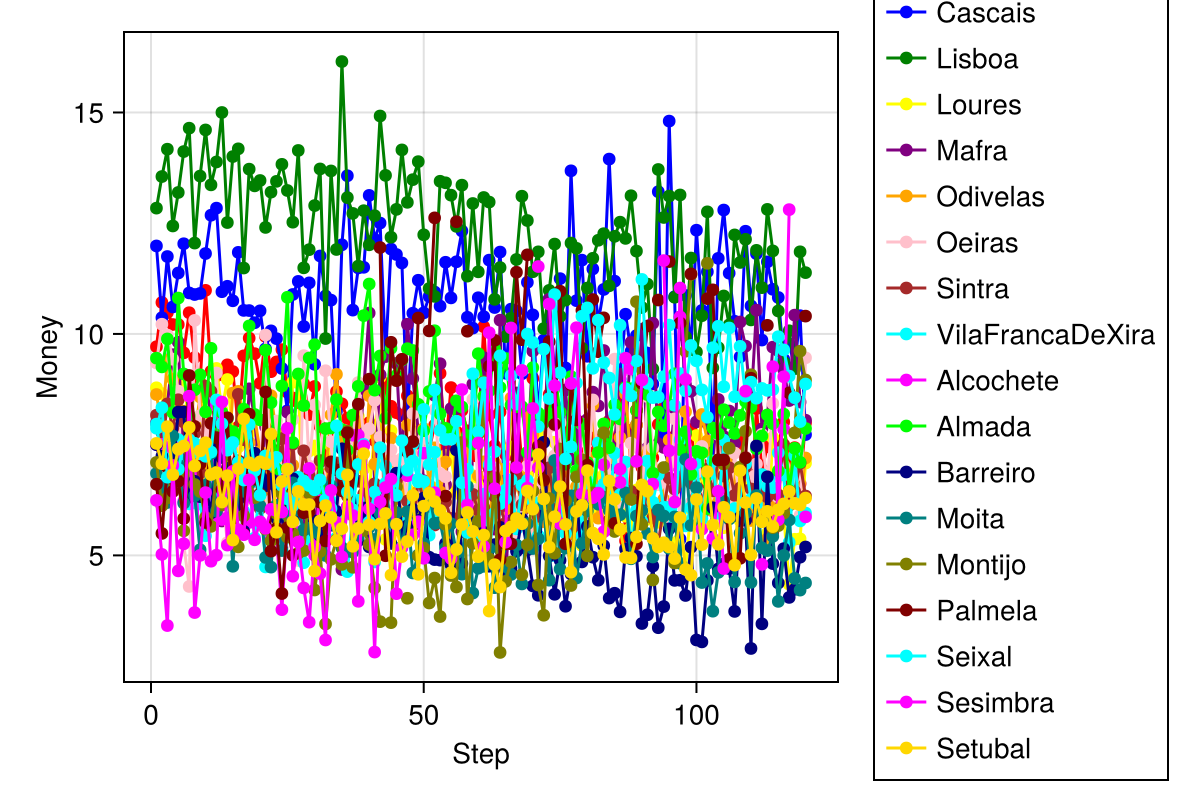 Cascais
Lisboa
Loures
Mafra
Odivelas
Oeiras
Sintra
VilaFrancaDeXira
Alcochete
Almada
Barreiro
Moita
Montijo
Palmela
Seixal
Sesimbra
Setubal
Money
15
10
5
0
50
100
Step